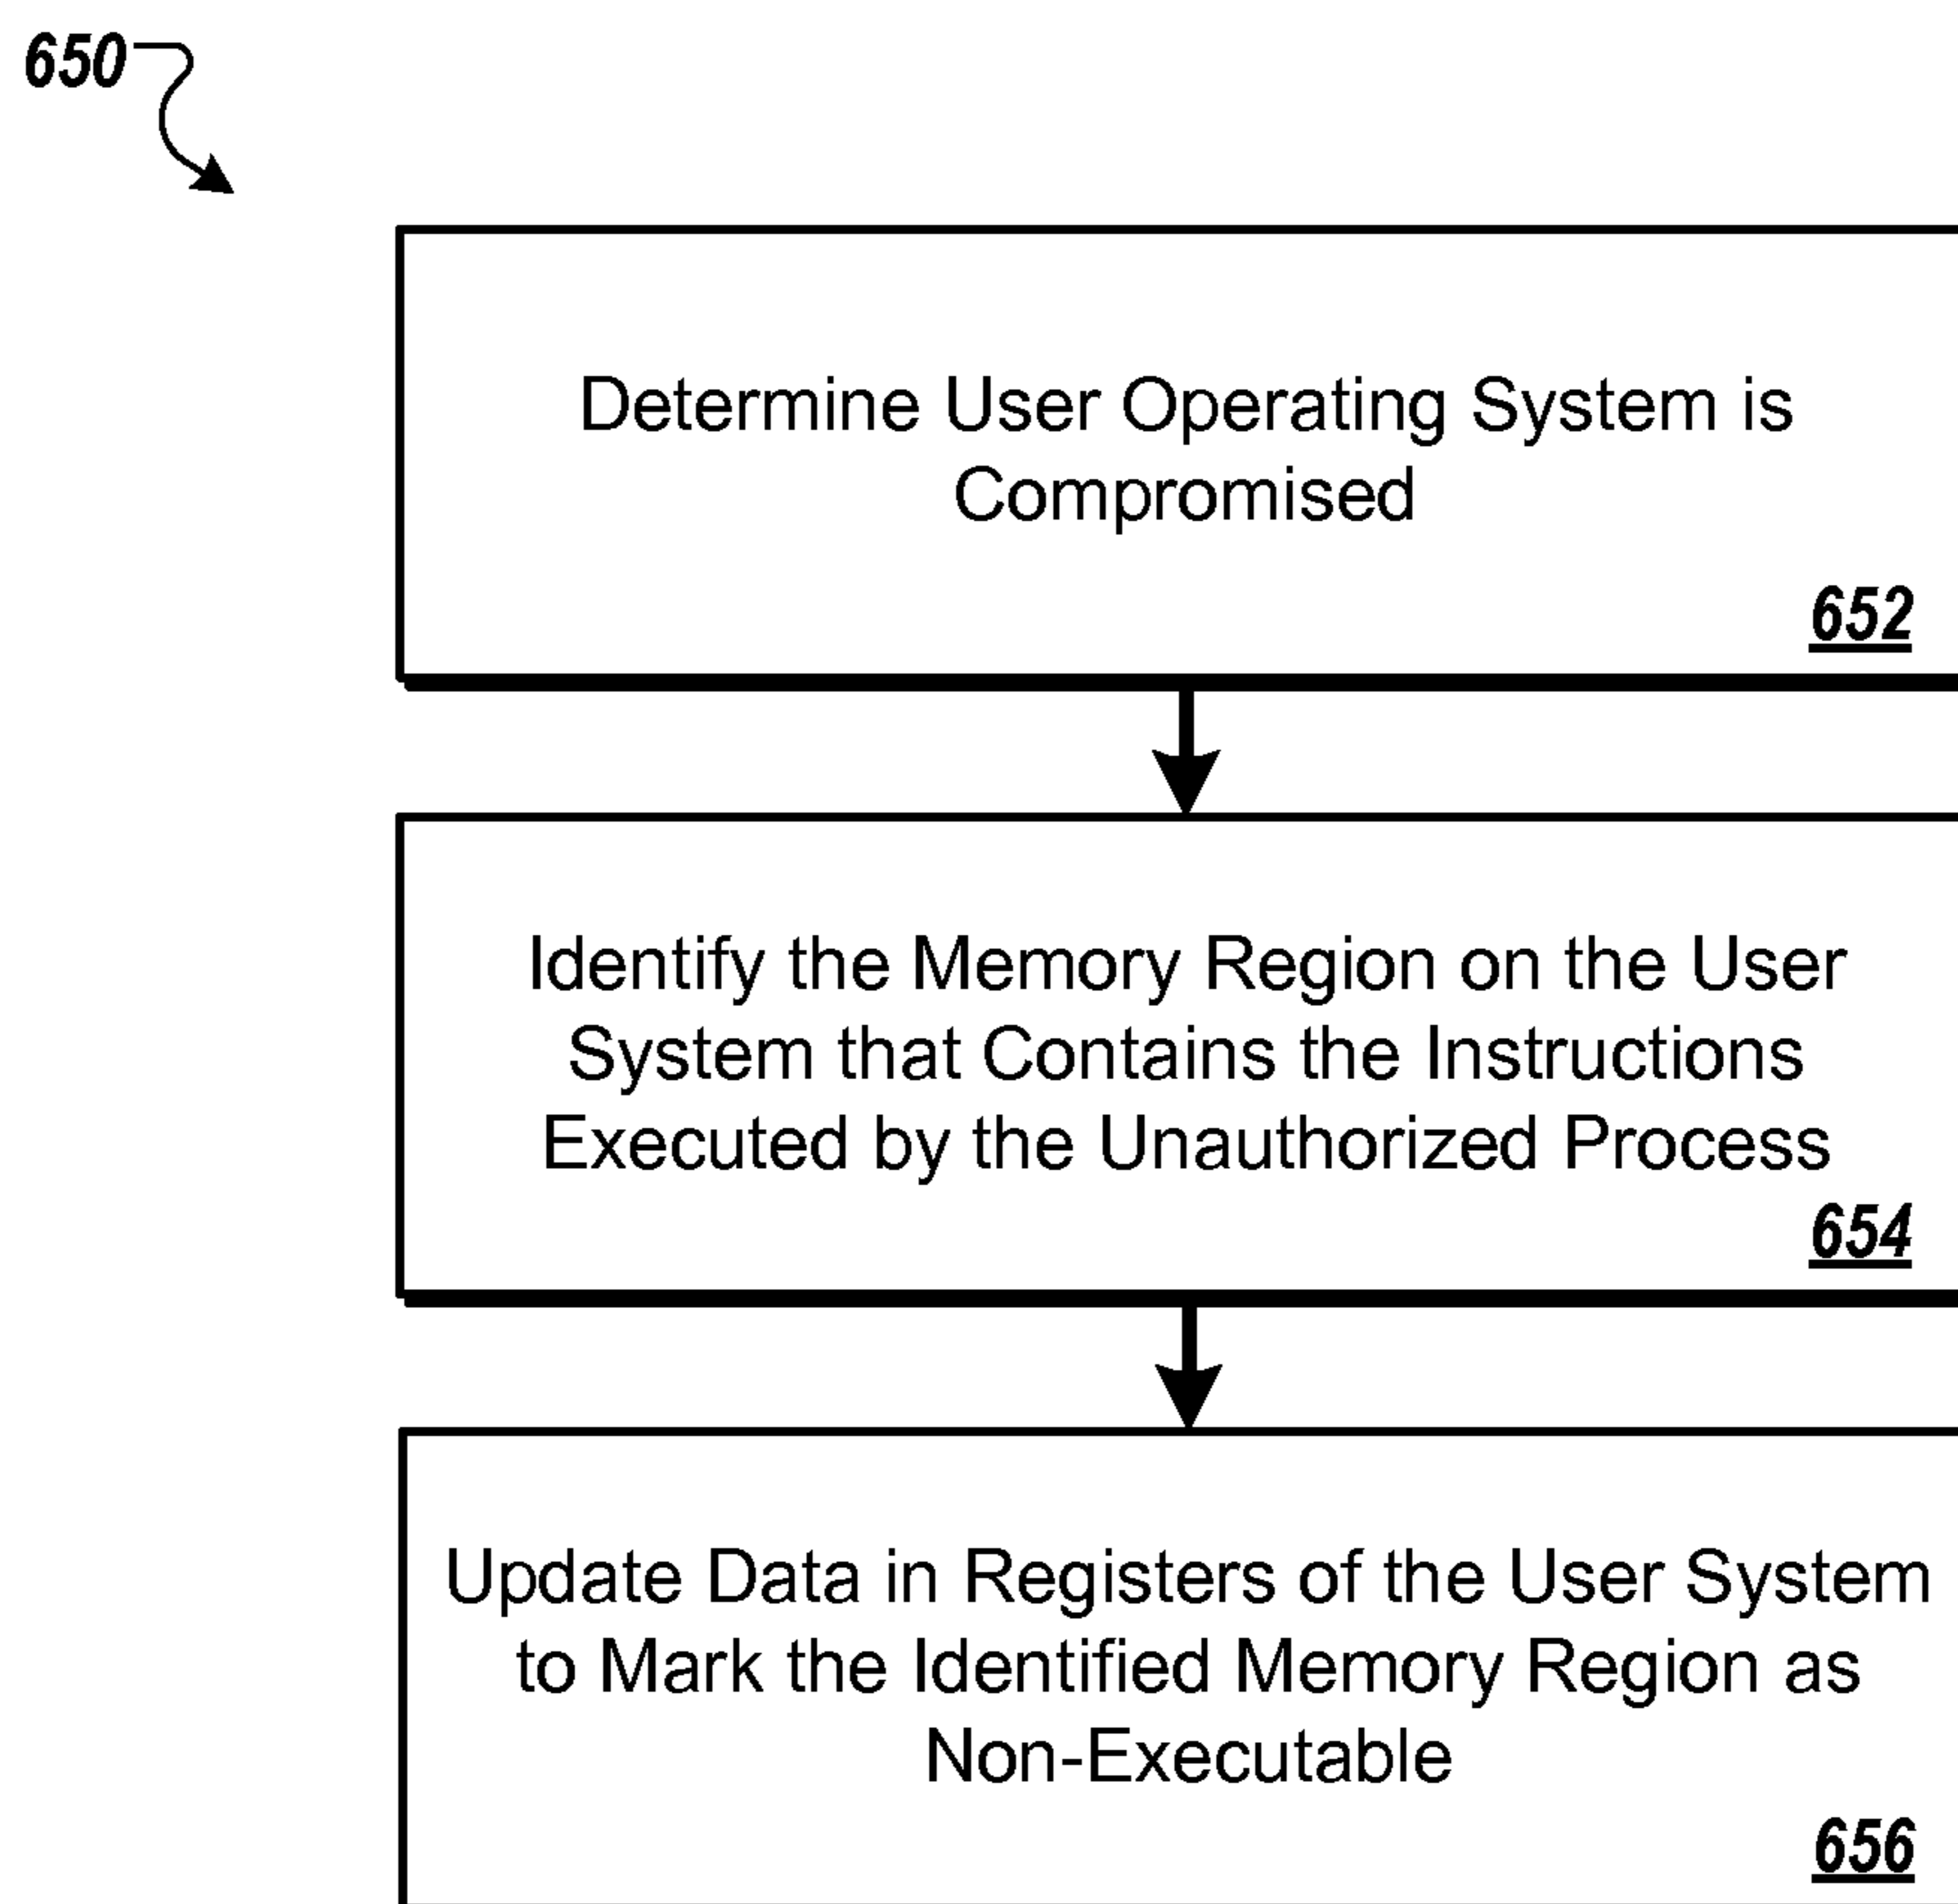 650
Determine User Operating System is
Compromised
652
Identify the Memory Region on the User
System that Contains the Instructions
Executed by the Unauthorized Process
654
Update Data in Registers of the User System
to Mark the Identified Memory Region as
Non-Executable
656